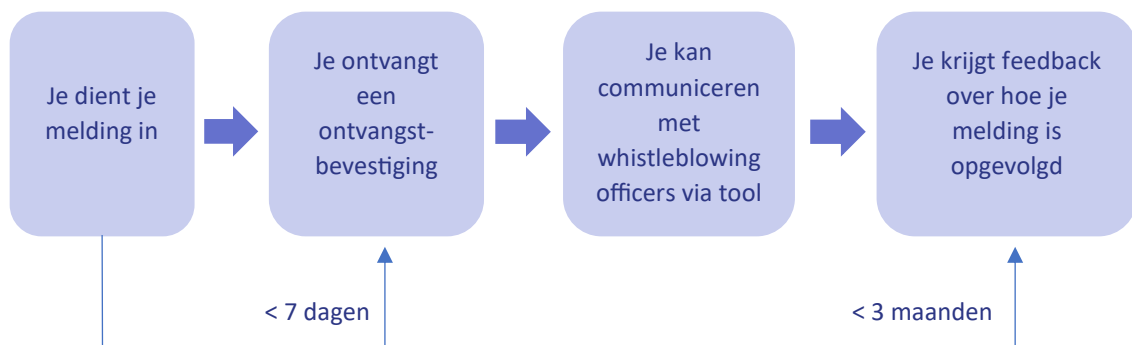 Je dient je
melding in
Je ontvangt
een
ontvangst-
bevestiging
Je kan
communiceren
met
whistleblowing
officers via tool
Je krijgt feedback
over hoe je
melding is
opgevolgd
< 7 dagen
< 3 maanden